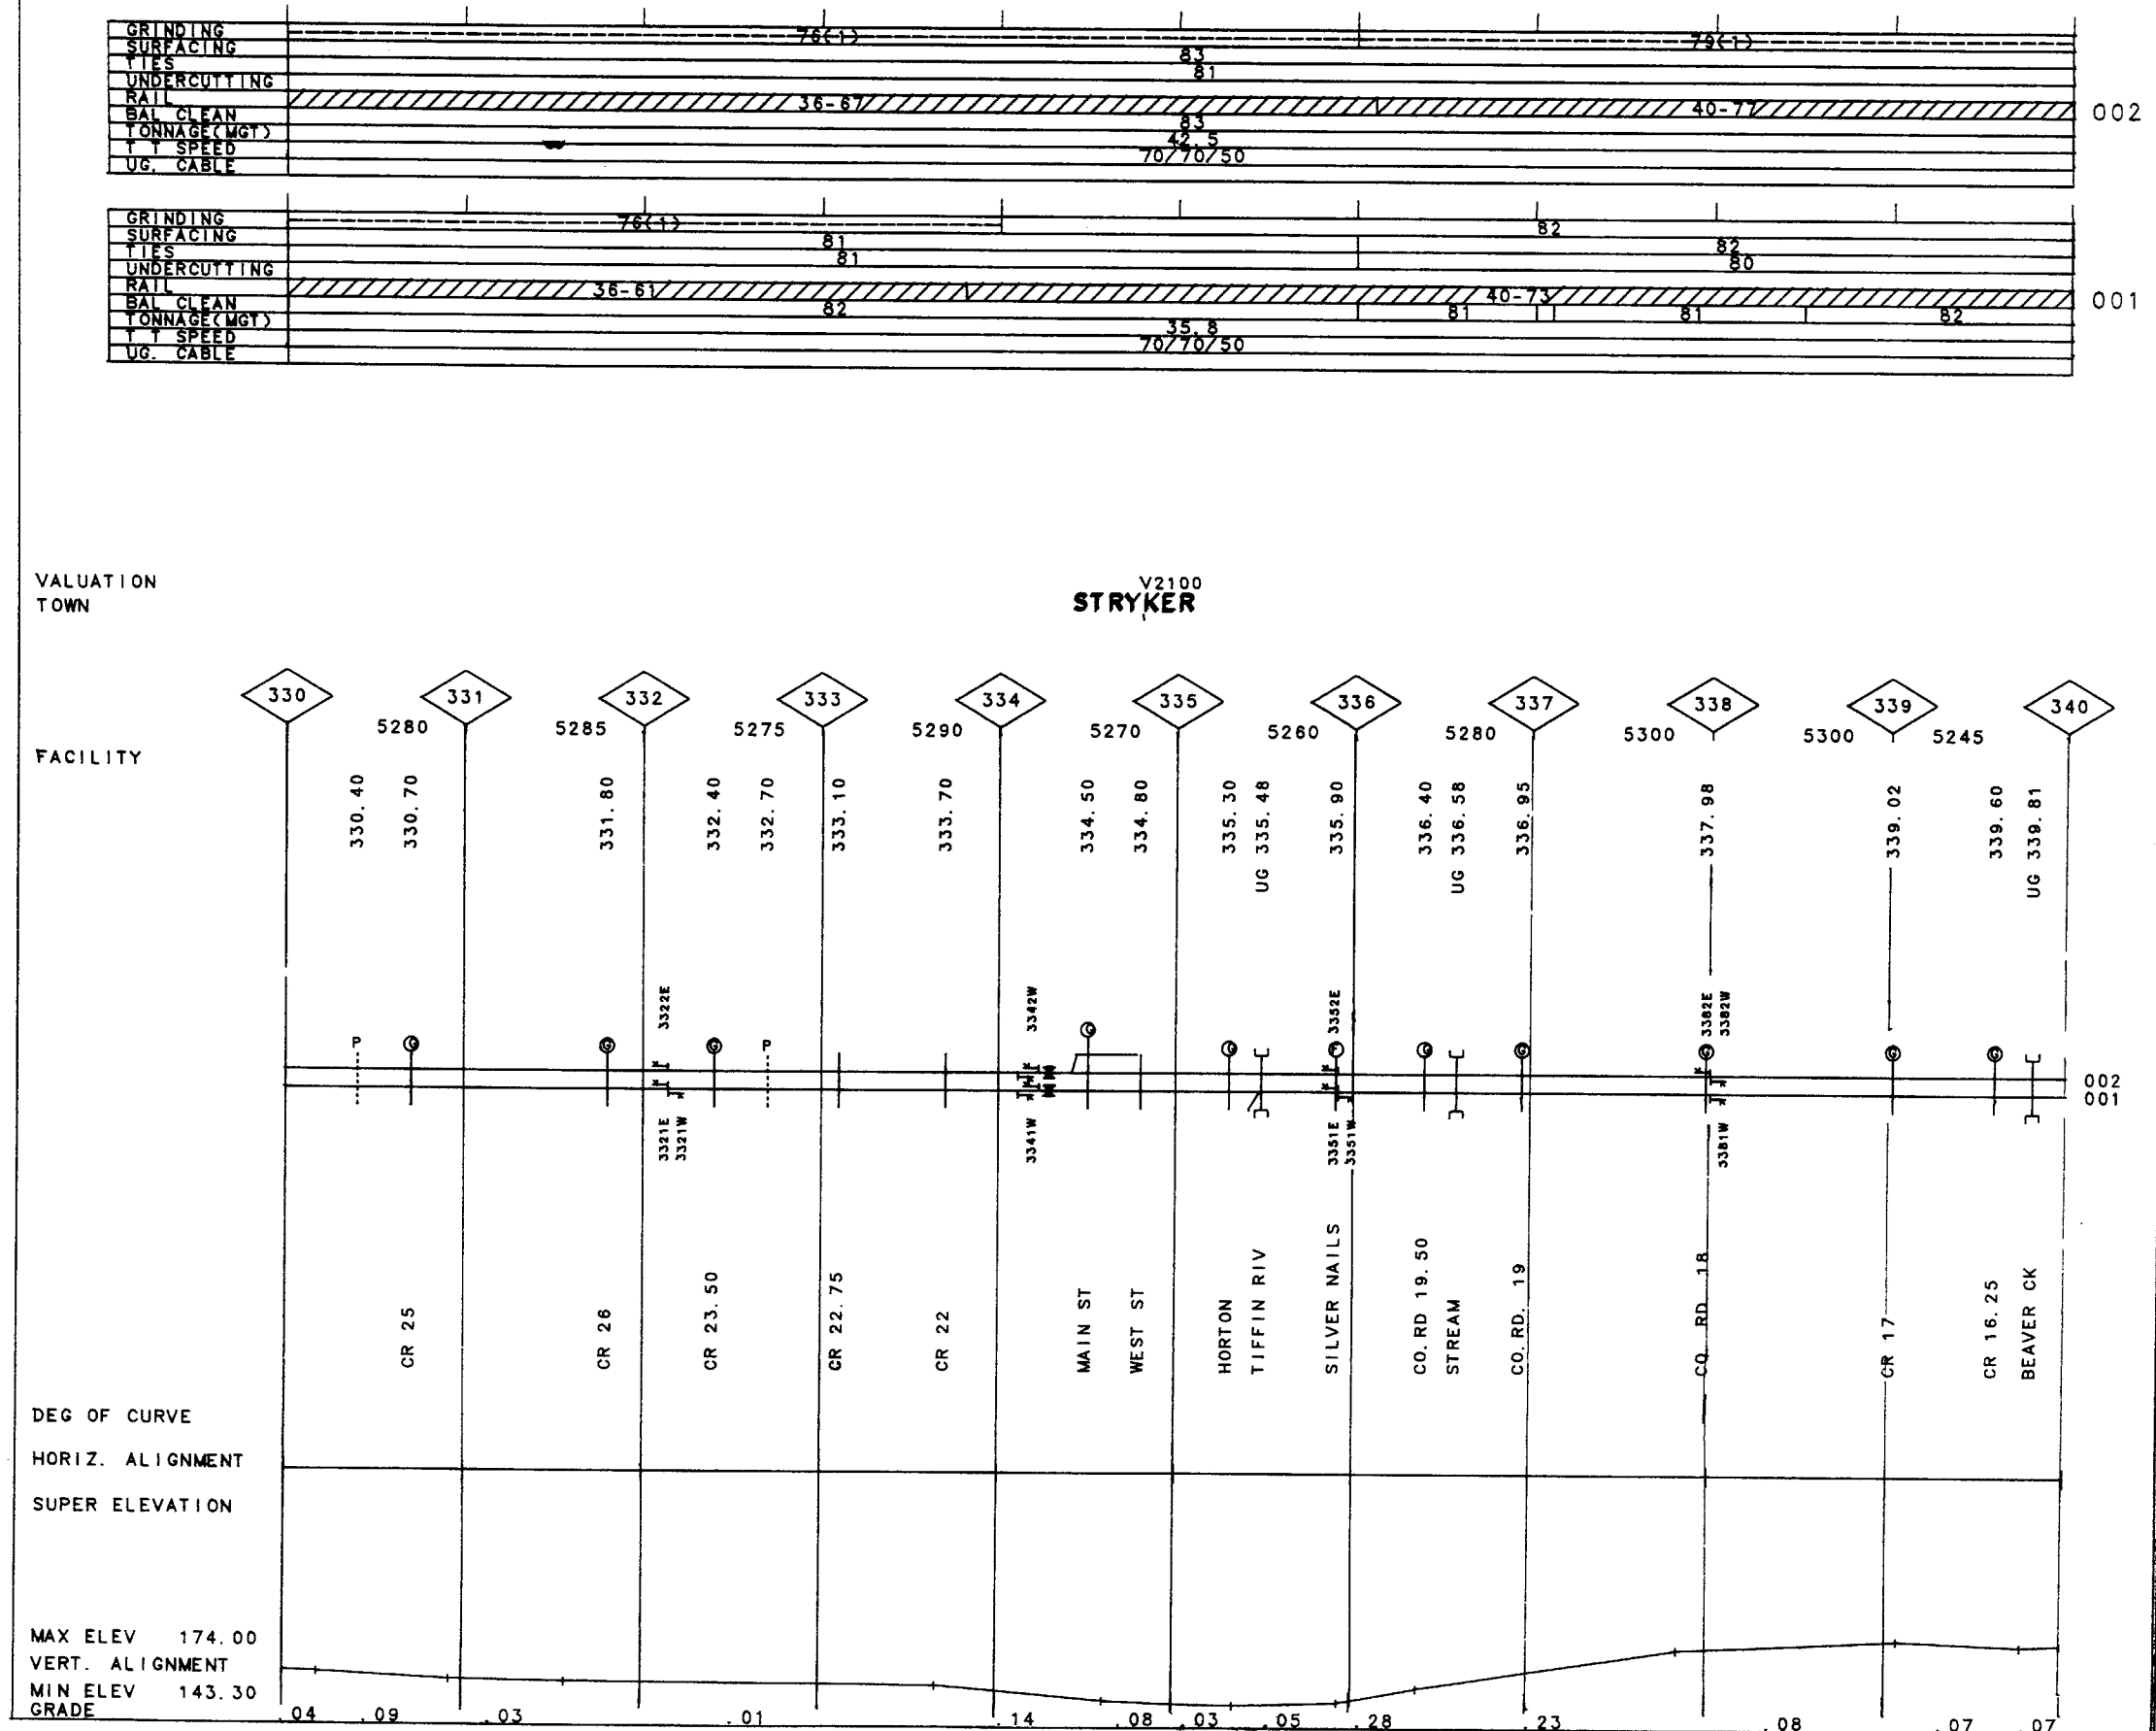 GRINDING 76(1) 79(1)
SURFACING 83
TIES 81
UNDERCUTTING
RAIL 36-67 40-77 002
BAL CLEAN 83
TONNAGE(MGT) 42.5
T T SPEED 70/70/50
UG. CABLE
GRINDING 76(1) 82
SURFACING 81 82
TIES 81 80
UNDERCUTTING
RAIL 36-61 40-73 001
BAL CLEAN 82 81 81 82
TONNAGE(MGT) 35.8
T T SPEED 70/70/50
UG. CABLE
VALUATION V2100
TOWN STRYKER
330 331 332 333 334 335 336 337 338 339 340
5280 5285 5275 5290 5270 5260 5280 5300 5300 5245
FACILITY
330.40 330.70 331.80 332.40 332.70 333.10 333.70 334.50 334.80 335.30 UG 335.48 335.90 336.40 UG 336.58 336.95 337.98 339.02 339.60 UG 339.81
3322E 3342W 3352E 3382E 3382W
P G G G P G G G G G G G
002
001
3321E 3321W 3341W 3351E 3351W 3381W
CR 25 CR 26 CR 23.50 CR 22.75 CR 22 MAIN ST WEST ST HORTON TIFFIN RIV SILVER NAILS CO. RD 19.50 STREAM CO. RD. 19 CO RD 18 CR 17 CR 16.25 BEAVER CK
DEG OF CURVE
HORIZ. ALIGNMENT
SUPER ELEVATION
MAX ELEV 174.00
VERT. ALIGNMENT
MIN ELEV 143.30
GRADE .04 .09 .03 .01 .14 .08 .03 .05 .28 .23 .08 .07 .07